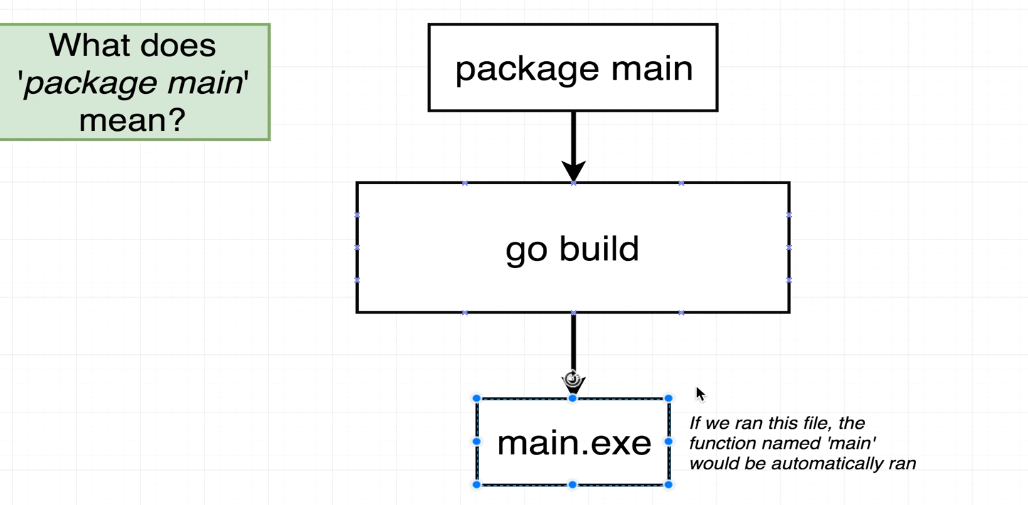 What does
'package main'
mean?
package main
go build
main.exe
If we ran this file, the
function named 'main'
would be automatically ran